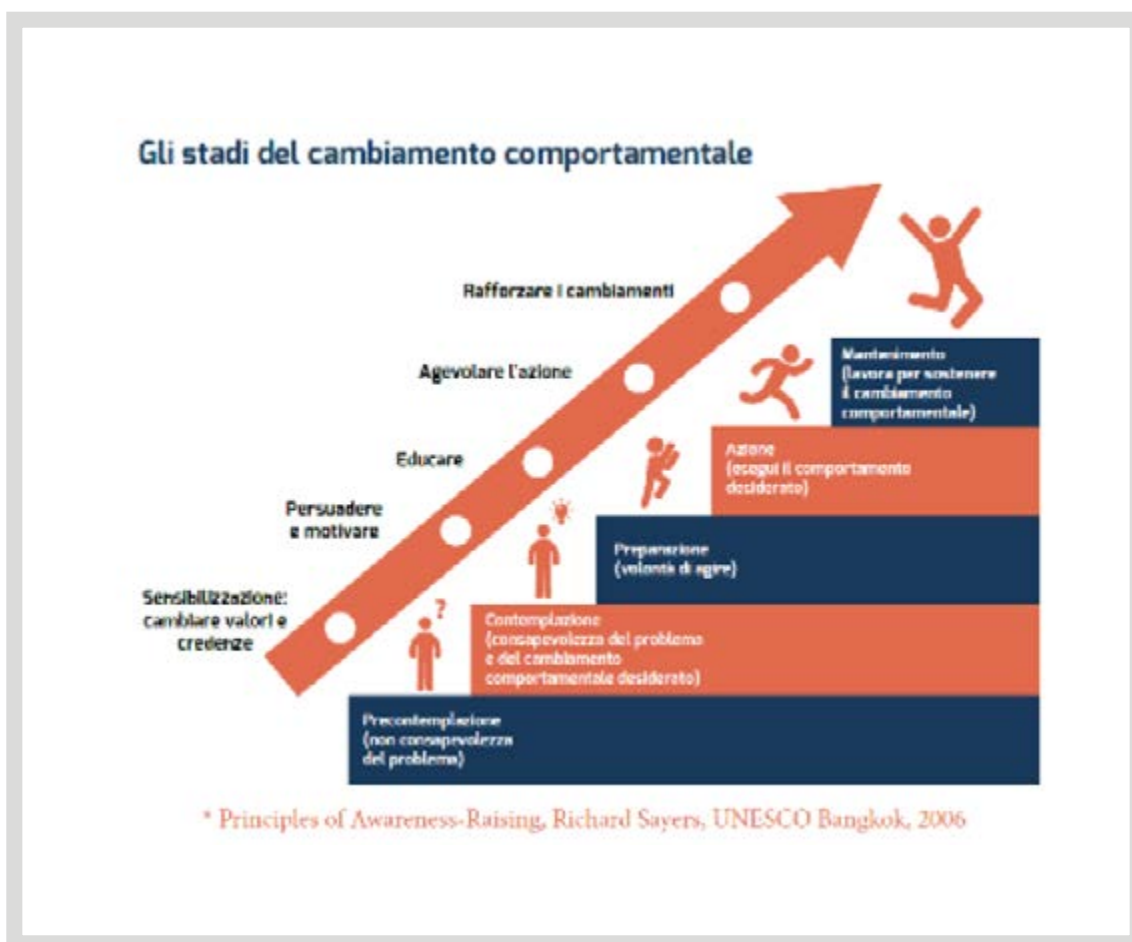 Gli stadi del cambiamento comportamentale
Rafforzare i cambiamenti
Agevolare l'azione
Educare
Persuadere
e motivare
Sensibilizzazione:
cambiare valori e
credenze
?
Mantenimento
(lavora per sostenere
il cambiamento
comportamentale)
Azione
(esegui il comportamento
desiderato)
Preparazione
(volontà di agire)
Contemplazione
(consapevolezza del problema
e del cambiamento
comportamentale desiderato)
Precontemplazione
(non consapevolezza
del problema)
* Principles of Awareness-Raising, Richard Sayers, UNESCO Bangkok, 2006